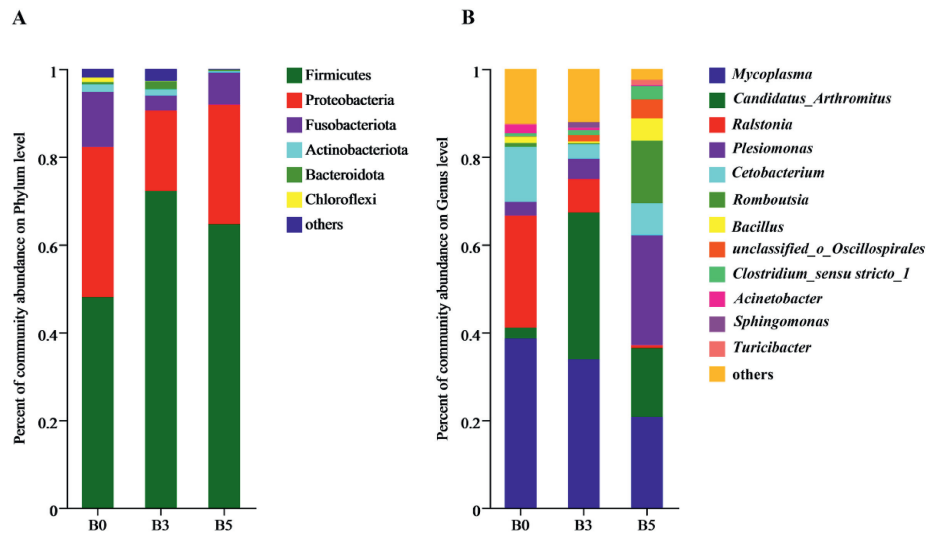 A
Percent of community abundance on Phylum level
1
0.8
0.6
0.4
0.2
0
B0
B3
B5
Firmicutes
Proteobacteria
Fusobacteriota
Actinobacteriota
Bacteroidota
Chloroflexi
others
B
Percent of community abundance on Genus level
1
0.8
0.6
0.4
0.2
0
B0
B3
B5
Mycoplasma
Candidatus_Arthromitus
Ralstonia
Plesiomonas
Cetobacterium
Romboutsia
Bacillus
unclassified_o_Oscillospirales
Clostridium_sensu stricto_1
Acinetobacter
Sphingomonas
Turicibacter
others